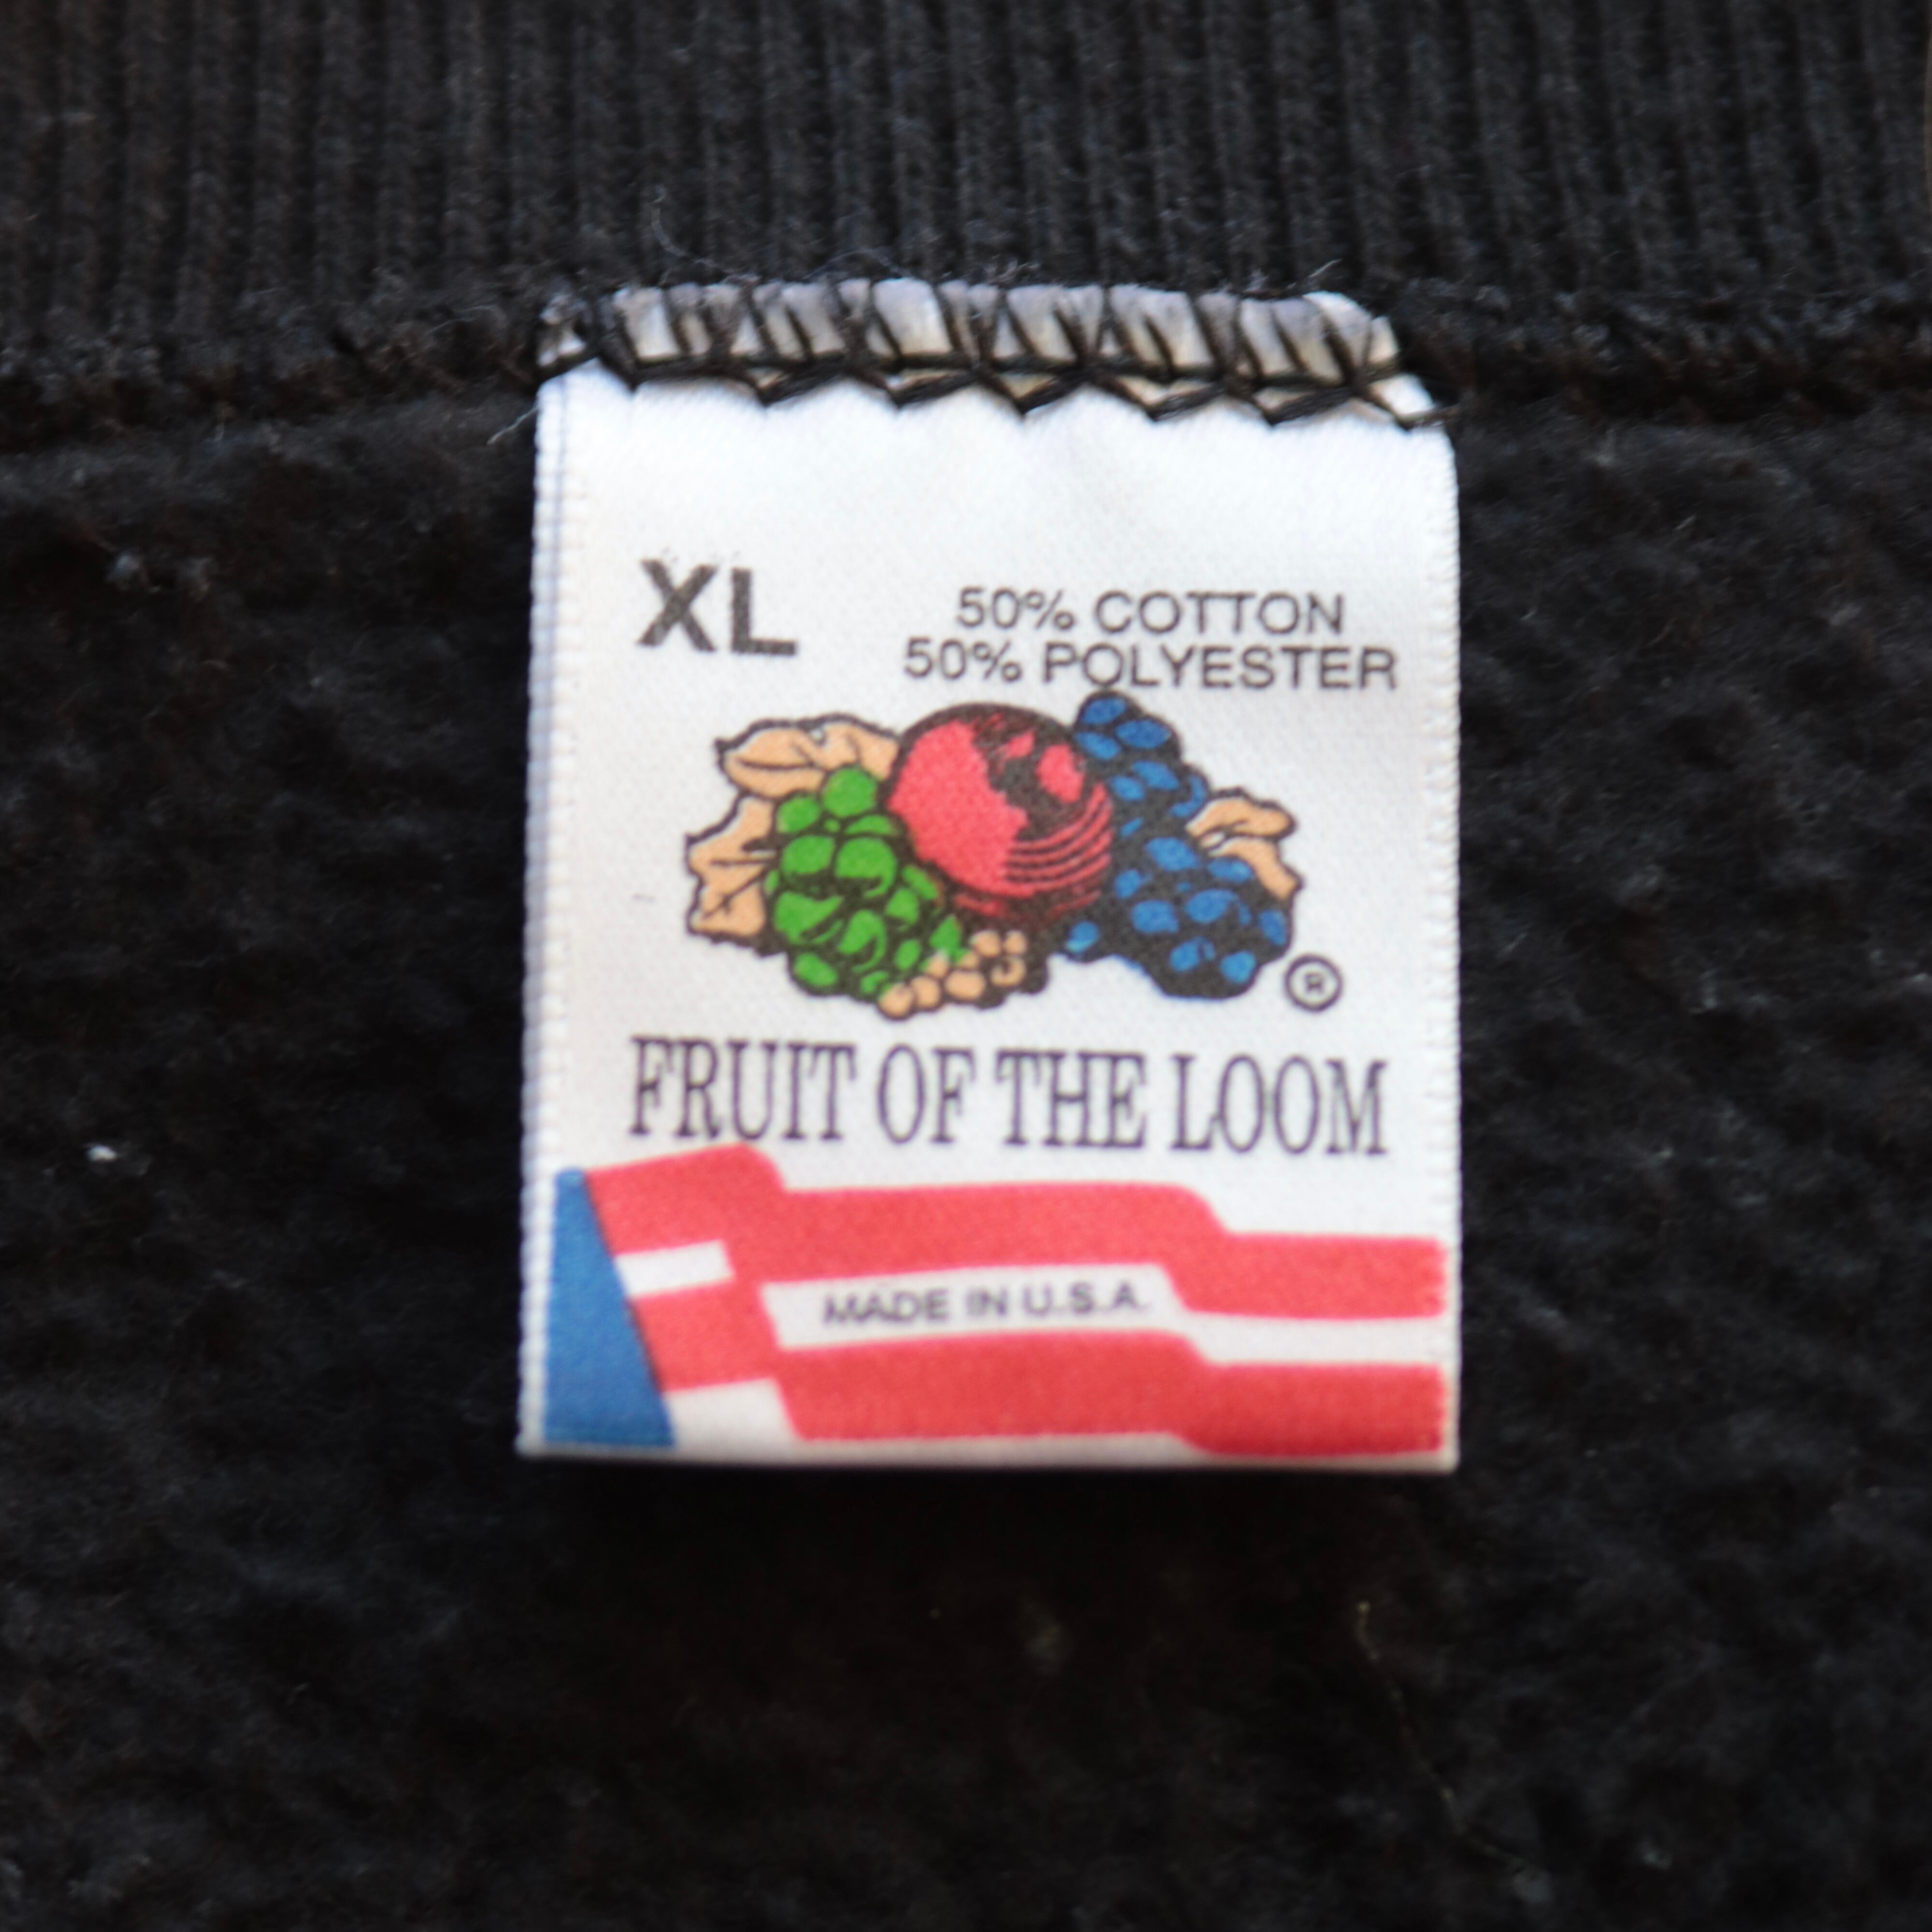 XL
50% COTTON
50% POLYESTER
®
FRUIT OF THE LOOM
MADE IN U.S.A.